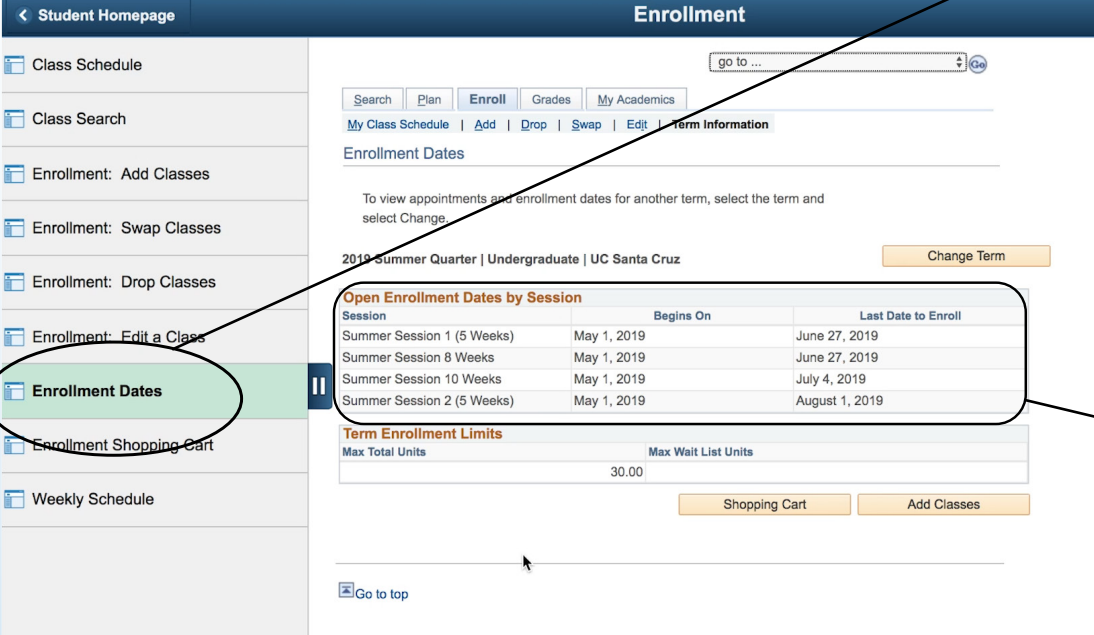 Student Homepage
Enrollment
Class Schedule
Class Search
Enrollment: Add Classes
Enrollment: Swap Classes
Enrollment: Drop Classes
Enrollment: Edit a Class
Enrollment Dates
Enrollment Shopping Cart
Weekly Schedule
go to ...
Go
Search Plan Enroll Grades My Academics
My Class Schedule | Add | Drop | Swap | Edit | Term Information
Enrollment Dates
To view appointments and enrollment dates for another term, select the term and
select Change.
2019 Summer Quarter | Undergraduate | UC Santa Cruz
Change Term
Open Enrollment Dates by Session
Session Begins On Last Date to Enroll
Summer Session 1 (5 Weeks) May 1, 2019 June 27, 2019
Summer Session 8 Weeks May 1, 2019 June 27, 2019
Summer Session 10 Weeks May 1, 2019 July 4, 2019
Summer Session 2 (5 Weeks) May 1, 2019 August 1, 2019
Term Enrollment Limits
Max Total Units Max Wait List Units
30.00
Shopping Cart Add Classes
Go to top